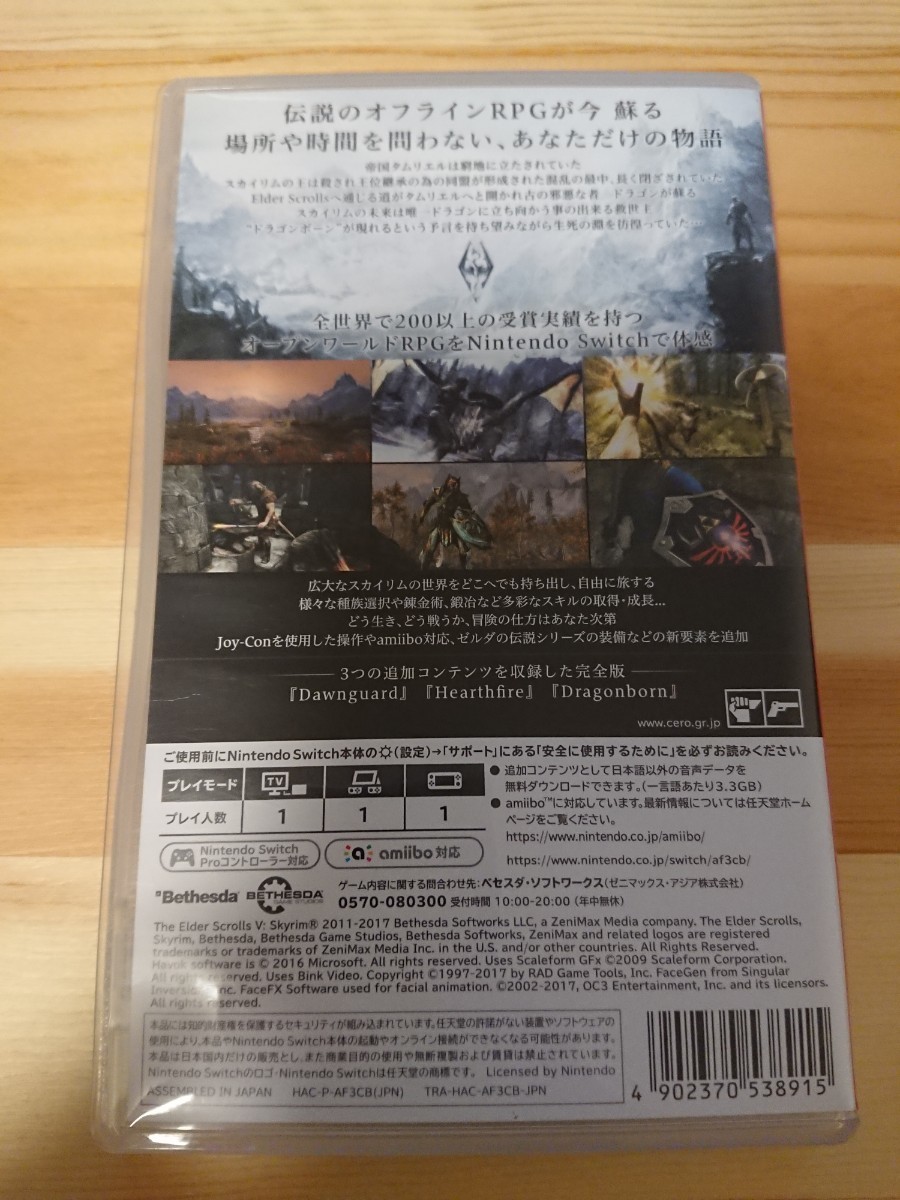 伝説のオフラインRPGが今 蘇る
場所や時間を問わない、あなただけの物語
帝国タムリエルは窮地に立たされていた
スカイリムの王は殺され王位継承の為の同盟が形成された混乱の最中、長く閉ざされていた
Elder Scrollsへ通じる道がタムリエルへと開かれ古の邪悪な者―ドラゴンが蘇る
スカイリムの未来は唯一ドラゴンに立ち向かう事の出来る救世主
“ドラゴンボーン”が現れるという予言を待ち望みながら生死の淵を彷徨っていた…
全世界で200以上の受賞実績を持つ
オープンワールドRPGをNintendo Switchで体感
広大なスカイリムの世界をどこへでも持ち出し、自由に旅する
様々な種族選択や錬金術、鍛冶など多彩なスキルの取得・成長...
どう生き、どう戦うか、冒険の仕方はあなた次第
Joy-Conを使用した操作やamiibo対応、ゼルダの伝説シリーズの装備などの新要素を追加
3つの追加コンテンツを収録した完全版
『Dawnguard』『Hearthfire』『Dragonborn』
www.cero.gr.jp
ご使用前にNintendo Switch本体の(設定)→「サポート」にある「安全に使用するために」を必ずお読みください。
プレイモード TV
プレイ人数 1 1 1
Nintendo Switch
Proコントローラー対応
amiibo 対応
● 追加コンテンツとして日本語以外の音声データを
無料ダウンロードできます。(一言語あたり3.3GB)
● amiibo™に対応しています。最新情報については任天堂ホーム
ページをご覧ください。
https://www.nintendo.co.jp/amiibo/
https://www.nintendo.co.jp/switch/af3cb/
Bethesda
BETHESDA
GAME STUDIOS
ゲーム内容に関する問合わせ先:ベセスダ・ソフトワークス(ゼニマックス・アジア株式会社)
0570-080300 受付時間 10:00-20:00 (年中無休)
The Elder Scrolls V: Skyrim® 2011-2017 Bethesda Softworks LLC, a ZeniMax Media company. The Elder Scrolls,
Skyrim, Bethesda, Bethesda Game Studios, Bethesda Softworks, ZeniMax and related logos are registered
trademarks or trademarks of ZeniMax Media Inc. in the U.S. and/or other countries. All Rights Reserved.
Havok software is © 2016 Microsoft. All rights reserved. Uses Scaleform GFx ©2009 Scaleform Corporation.
All rights reserved. Uses Bink Video. Copyright ©1997-2017 by RAD Game Tools, Inc. FaceGen from Singular
Inversions, Inc. FaceFX Software used for facial animation. ©2002-2017, OC3 Entertainment, Inc. and its licensors.
All rights reserved.
本品には知的財産権を保護するセキュリティが組み込まれています。任天堂の許諾がない装置やソフトウェアの
使用により、本品やNintendo Switch本体の起動やオンライン接続ができなくなる可能性があります。
本品は日本国内だけの販売とし、また商業目的の使用や無断複製および賃貸は禁止されています。
Nintendo Switchのロゴ・Nintendo Switchは任天堂の商標です。 Licensed by Nintendo
ASSEMBLED IN JAPAN HAC-P-AF3CB(JPN) TRA-HAC-AF3CB-JPN
4 902370 538915